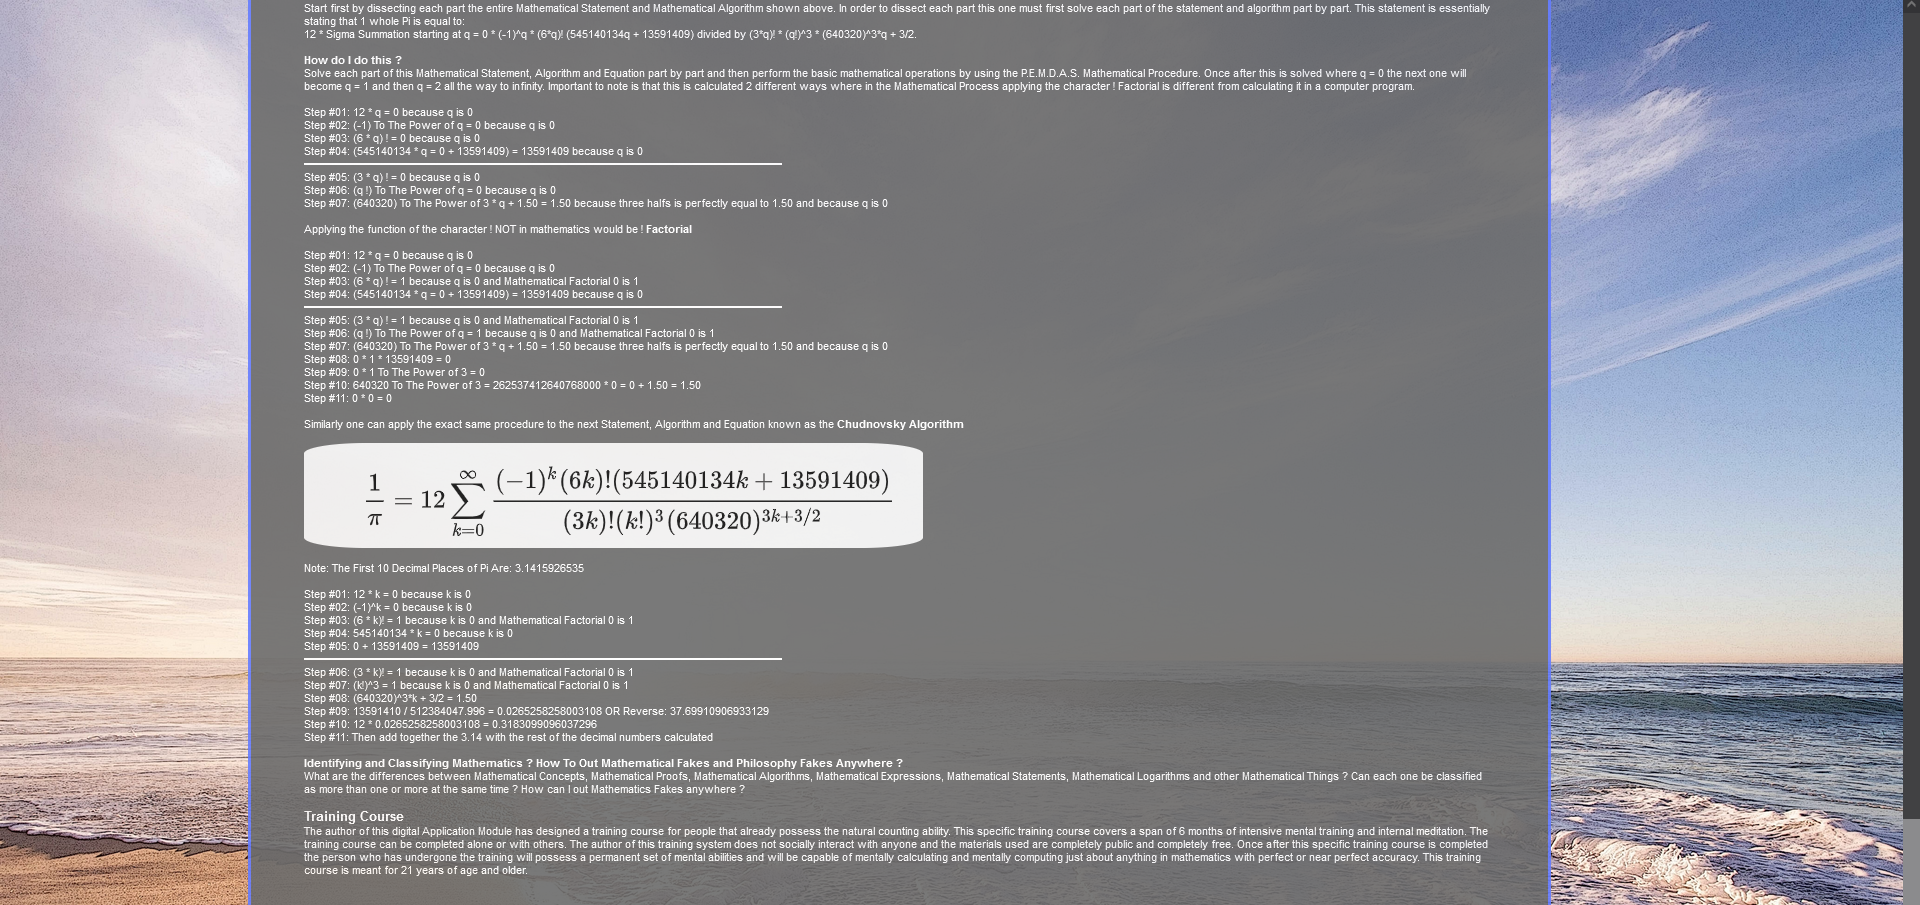 Start first by dissecting each part the entire Mathematical Statement and Mathematical Algorithm shown above. In order to dissect each part this one must first solve each part of the statement and algorithm part by part. This statement is essentially
stating that 1 whole Pi is equal to:
12 * Sigma Summation starting at q = 0 * (-1)^q * (6*q)! (545140134q + 13591409) divided by (3*q)! * (q!)^3 * (640320)^3*q + 3/2.
How do I do this ?
Solve each part of this Mathematical Statement, Algorithm and Equation part by part and then perform the basic mathematical operations by using the P.E.M.D.A.S. Mathematical Procedure. Once after this is solved where q = 0 the next one will
become q = 1 and then q = 2 all the way to infinity. Important to note is that this is calculated 2 different ways where in the Mathematical Process applying the character ! Factorial is different from calculating it in a computer program.
Step #01: 12 * q = 0 because q is 0
Step #02: (-1) To The Power of q = 0 because q is 0
Step #03: (6 * q) ! = 0 because q is 0
Step #04: (545140134 * q = 0 + 13591409) = 13591409 because q is 0
Step #05: (3 * q) ! = 0 because q is 0
Step #06: (q !) To The Power of q = 0 because q is 0
Step #07: (640320) To The Power of 3 * q + 1.50 = 1.50 because three halfs is perfectly equal to 1.50 and because q is 0
Applying the function of the character ! NOT in mathematics would be ! Factorial
Step #01: 12 * q = 0 because q is 0
Step #02: (-1) To The Power of q = 0 because q is 0
Step #03: (6 * q) ! = 1 because q is 0 and Mathematical Factorial 0 is 1
Step #04: (545140134 * q = 0 + 13591409) = 13591409 because q is 0
Step #05: (3 * q) ! = 1 because q is 0 and Mathematical Factorial 0 is 1
Step #06: (q !) To The Power of q = 1 because q is 0 and Mathematical Factorial 0 is 1
Step #07: (640320) To The Power of 3 * q + 1.50 = 1.50 because three halfs is perfectly equal to 1.50 and because q is 0
Step #08: 0 * 1 * 13591409 = 0
Step #09: 0 * 1 To The Power of 3 = 0
Step #10: 640320 To The Power of 3 = 262537412640768000 * 0 = 0 + 1.50 = 1.50
Step #11: 0 * 0 = 0
Similarly one can apply the exact same procedure to the next Statement, Algorithm and Equation known as the Chudnovsky Algorithm
1/π = 12 ∑_{k=0}^{∞} (−1)^k (6k)!(545140134k + 13591409) / (3k)!(k!)^3 (640320)^{3k+3/2}
Note: The First 10 Decimal Places of Pi Are: 3.1415926535
Step #01: 12 * k = 0 because k is 0
Step #02: (-1)^k = 0 because k is 0
Step #03: (6 * k)! = 1 because k is 0 and Mathematical Factorial 0 is 1
Step #04: 545140134 * k = 0 because k is 0
Step #05: 0 + 13591409 = 13591409
Step #06: (3 * k)! = 1 because k is 0 and Mathematical Factorial 0 is 1
Step #07: (k!)^3 = 1 because k is 0 and Mathematical Factorial 0 is 1
Step #08: (640320)^3*k + 3/2 = 1.50
Step #09: 13591410 / 512384047.996 = 0.0265258258003108 OR Reverse: 37.69910906933129
Step #10: 12 * 0.0265258258003108 = 0.3183099096037296
Step #11: Then add together the 3.14 with the rest of the decimal numbers calculated
Identifying and Classifying Mathematics ? How To Out Mathematical Fakes and Philosophy Fakes Anywhere ?
What are the differences between Mathematical Concepts, Mathematical Proofs, Mathematical Algorithms, Mathematical Expressions, Mathematical Statements, Mathematical Logarithms and other Mathematical Things ? Can each one be classified
as more than one or more at the same time ? How can I out Mathematics Fakes anywhere ?
Training Course
The author of this digital Application Module has designed a training course for people that already possess the natural counting ability. This specific training course covers a span of 6 months of intensive mental training and internal meditation. The
training course can be completed alone or with others. The author of this training system does not socially interact with anyone and the materials used are completely public and completely free. Once after this specific training course is completed
the person who has undergone the training will possess a permanent set of mental abilities and will be capable of mentally calculating and mentally computing just about anything in mathematics with perfect or near perfect accuracy. This training
course is meant for 21 years of age and older.